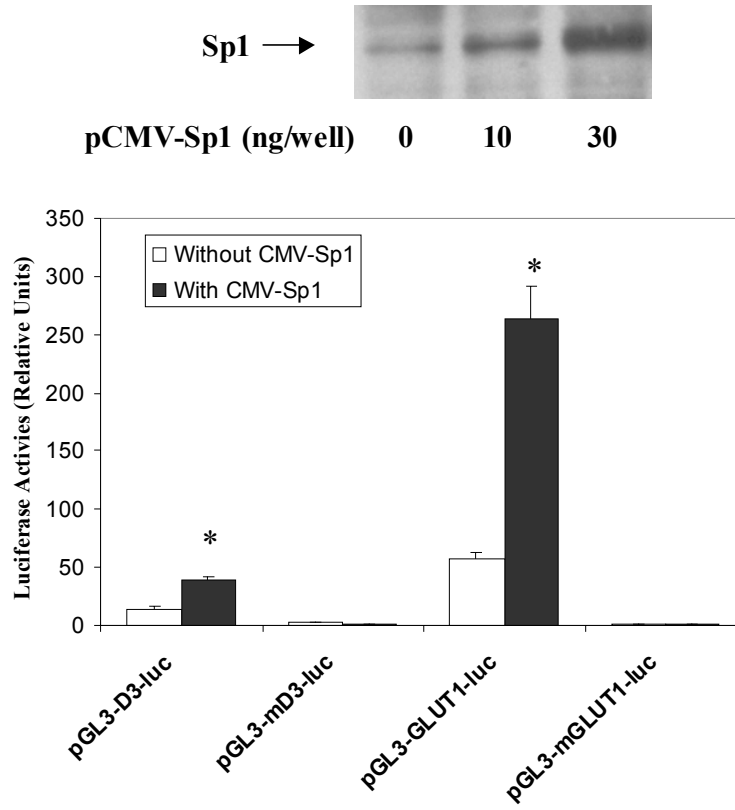 Sp1
pCMV-Sp1 (ng/well) 0 10 30
350
300
250
200
150
100
50
0
Luciferase Activies (Relative Units)
Without CMV-Sp1
With CMV-Sp1
*
*
pGL3-D3-luc
pGL3-mD3-luc
pGL3-GLUT1-luc
pGL3-mGLUT1-luc